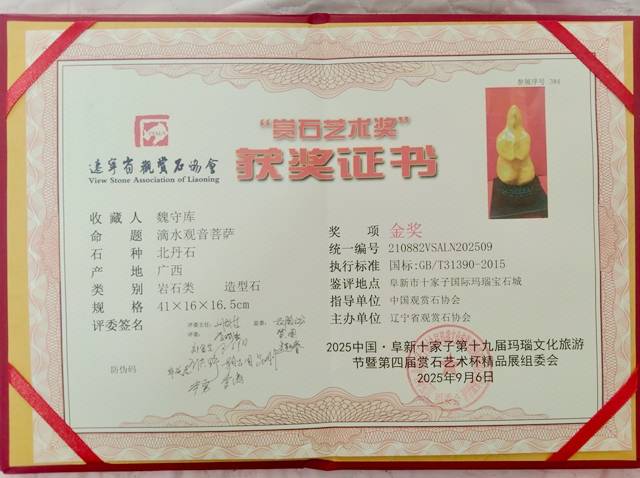 参展序号 384
"赏石艺术奖"
获奖证书
辽宁省观赏石协会
View Stone Association of Liaoning
收藏人 魏守库
命题 滴水观音菩萨
石种 北丹石
产地 广西
类别 岩石类 造型石
规格 41×16×16.5cm
评委签名
评委主任:
监委:
评委:
防伪码
奖项 金奖
统一编号 210882VSALN202509
执行标准 国标:GB/T31390-2015
鉴评地点 阜新市十家子国际玛瑙宝石城
指导单位 中国观赏石协会
主办单位 辽宁省观赏石协会
2025中国·阜新十家子第十九届玛瑙文化旅游
节暨第四届赏石艺术杯精品展组委会
2025年9月6日